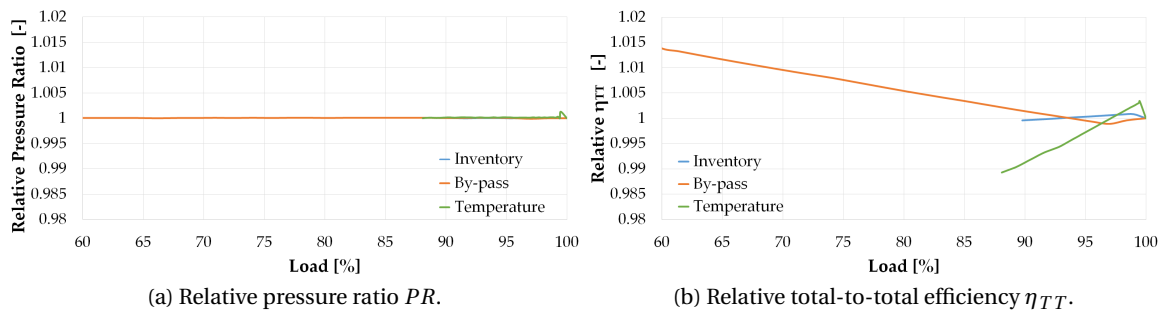 Relative Pressure Ratio [-]
1.02
1.015
1.01
1.005
1
0.995
0.99
0.985
0.98
Inventory
By-pass
Temperature
60 65 70 75 80 85 90 95 100
Load [%]
(a) Relative pressure ratio PR.
Relative ηTT [-]
1.02
1.015
1.01
1.005
1
0.995
0.99
0.985
0.98
Inventory
By-pass
Temperature
60 65 70 75 80 85 90 95 100
Load [%]
(b) Relative total-to-total efficiency ηTT.